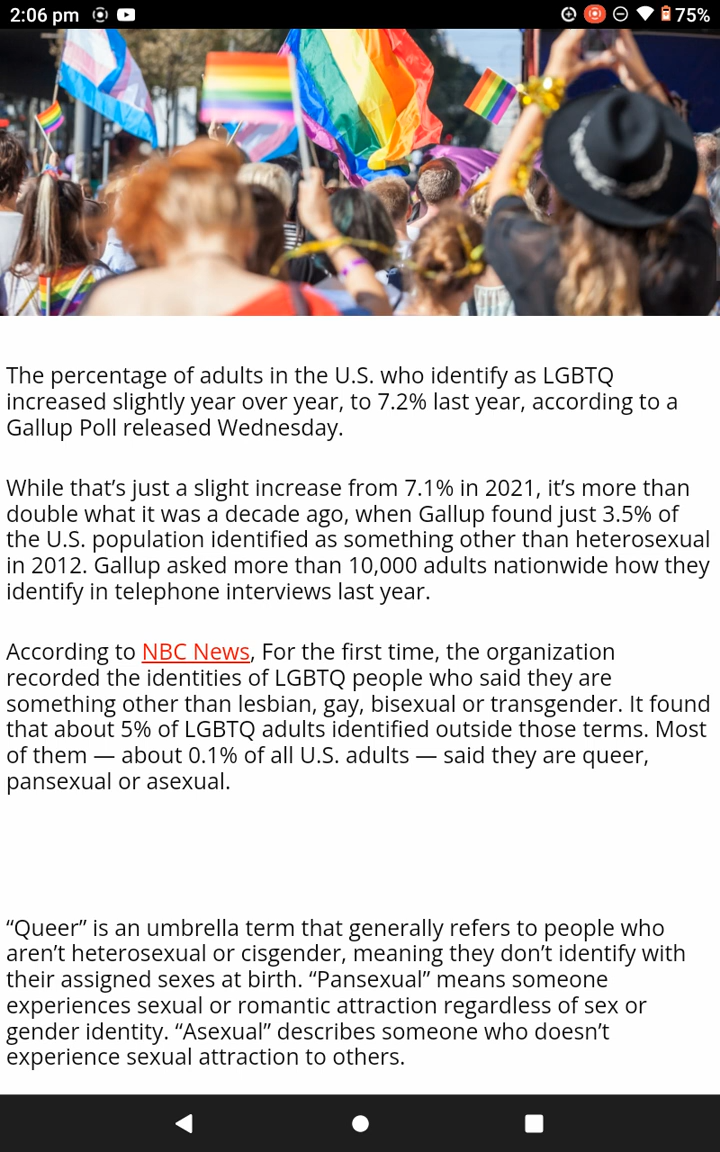 2:06 pm 75%
The percentage of adults in the U.S. who identify as LGBTQ
increased slightly year over year, to 7.2% last year, according to a
Gallup Poll released Wednesday.
While that’s just a slight increase from 7.1% in 2021, it’s more than
double what it was a decade ago, when Gallup found just 3.5% of
the U.S. population identified as something other than heterosexual
in 2012. Gallup asked more than 10,000 adults nationwide how they
identify in telephone interviews last year.
According to NBC News, For the first time, the organization
recorded the identities of LGBTQ people who said they are
something other than lesbian, gay, bisexual or transgender. It found
that about 5% of LGBTQ adults identified outside those terms. Most
of them — about 0.1% of all U.S. adults — said they are queer,
pansexual or asexual.
“Queer” is an umbrella term that generally refers to people who
aren’t heterosexual or cisgender, meaning they don’t identify with
their assigned sexes at birth. “Pansexual” means someone
experiences sexual or romantic attraction regardless of sex or
gender identity. “Asexual” describes someone who doesn’t
experience sexual attraction to others.